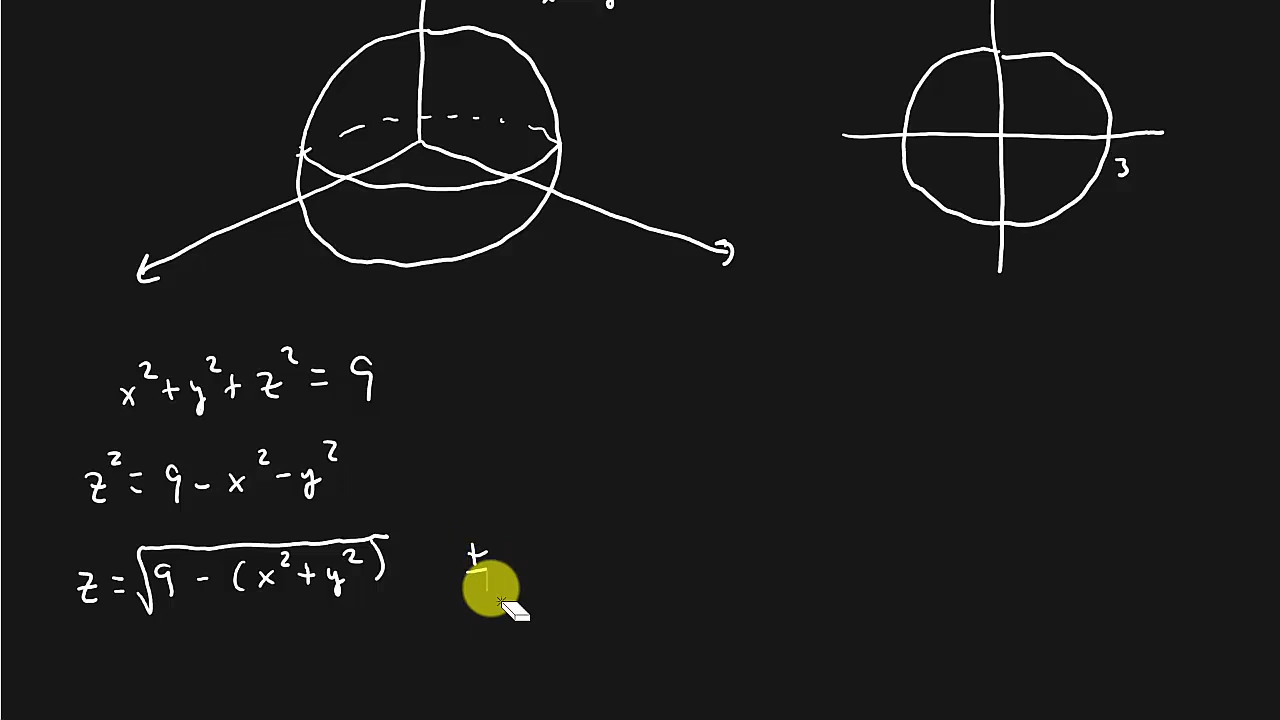 3
x² + y² + z² = 9
z² = 9 - x² - y²
z = √9 - (x² + y²) ±